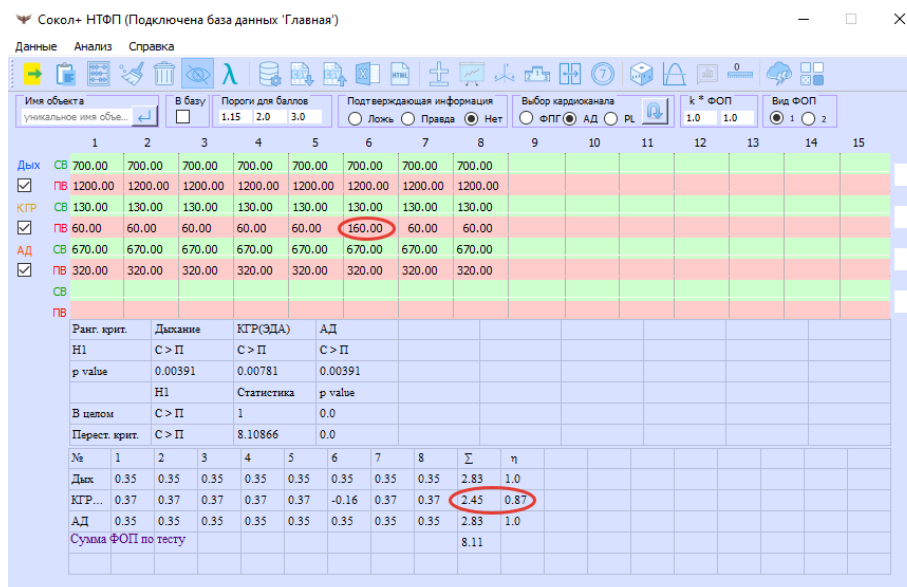 Сокол+ НТФП (Подключена база данных 'Главная')
Данные Анализ Справка
Имя объекта В базу Пороги для баллов Подтверждающая информация Выбор кардиоканала k * ФОП Вид ФОП
уникальное имя объе... 1.15 2.0 3.0 Ложь Правда Нет ФПГ АД PL 1.0 1.0 1 2
1 2 3 4 5 6 7 8 9 10 11 12 13 14 15
Дых СВ 700.00 700.00 700.00 700.00 700.00 700.00 700.00 700.00
ПВ 1200.00 1200.00 1200.00 1200.00 1200.00 1200.00 1200.00 1200.00
КГР СВ 130.00 130.00 130.00 130.00 130.00 130.00 130.00 130.00
ПВ 60.00 60.00 60.00 60.00 60.00 160.00 60.00 60.00
АД СВ 670.00 670.00 670.00 670.00 670.00 670.00 670.00 670.00
ПВ 320.00 320.00 320.00 320.00 320.00 320.00 320.00 320.00
СВ
ПВ
Ранг. крит. Дыхание КГР(ЭДА) АД
H1 С > П С > П С > П
p value 0.00391 0.00781 0.00391
H1 Статистика p value
В целом С > П 1 0.0
Перест. крит. С > П 8.10866 0.0
№ 1 2 3 4 5 6 7 8 Σ η
Дых 0.35 0.35 0.35 0.35 0.35 0.35 0.35 0.35 2.83 1.0
КГР... 0.37 0.37 0.37 0.37 0.37 -0.16 0.37 0.37 2.45 0.87
АД 0.35 0.35 0.35 0.35 0.35 0.35 0.35 0.35 2.83 1.0
Сумма ФОП по тесту 8.11